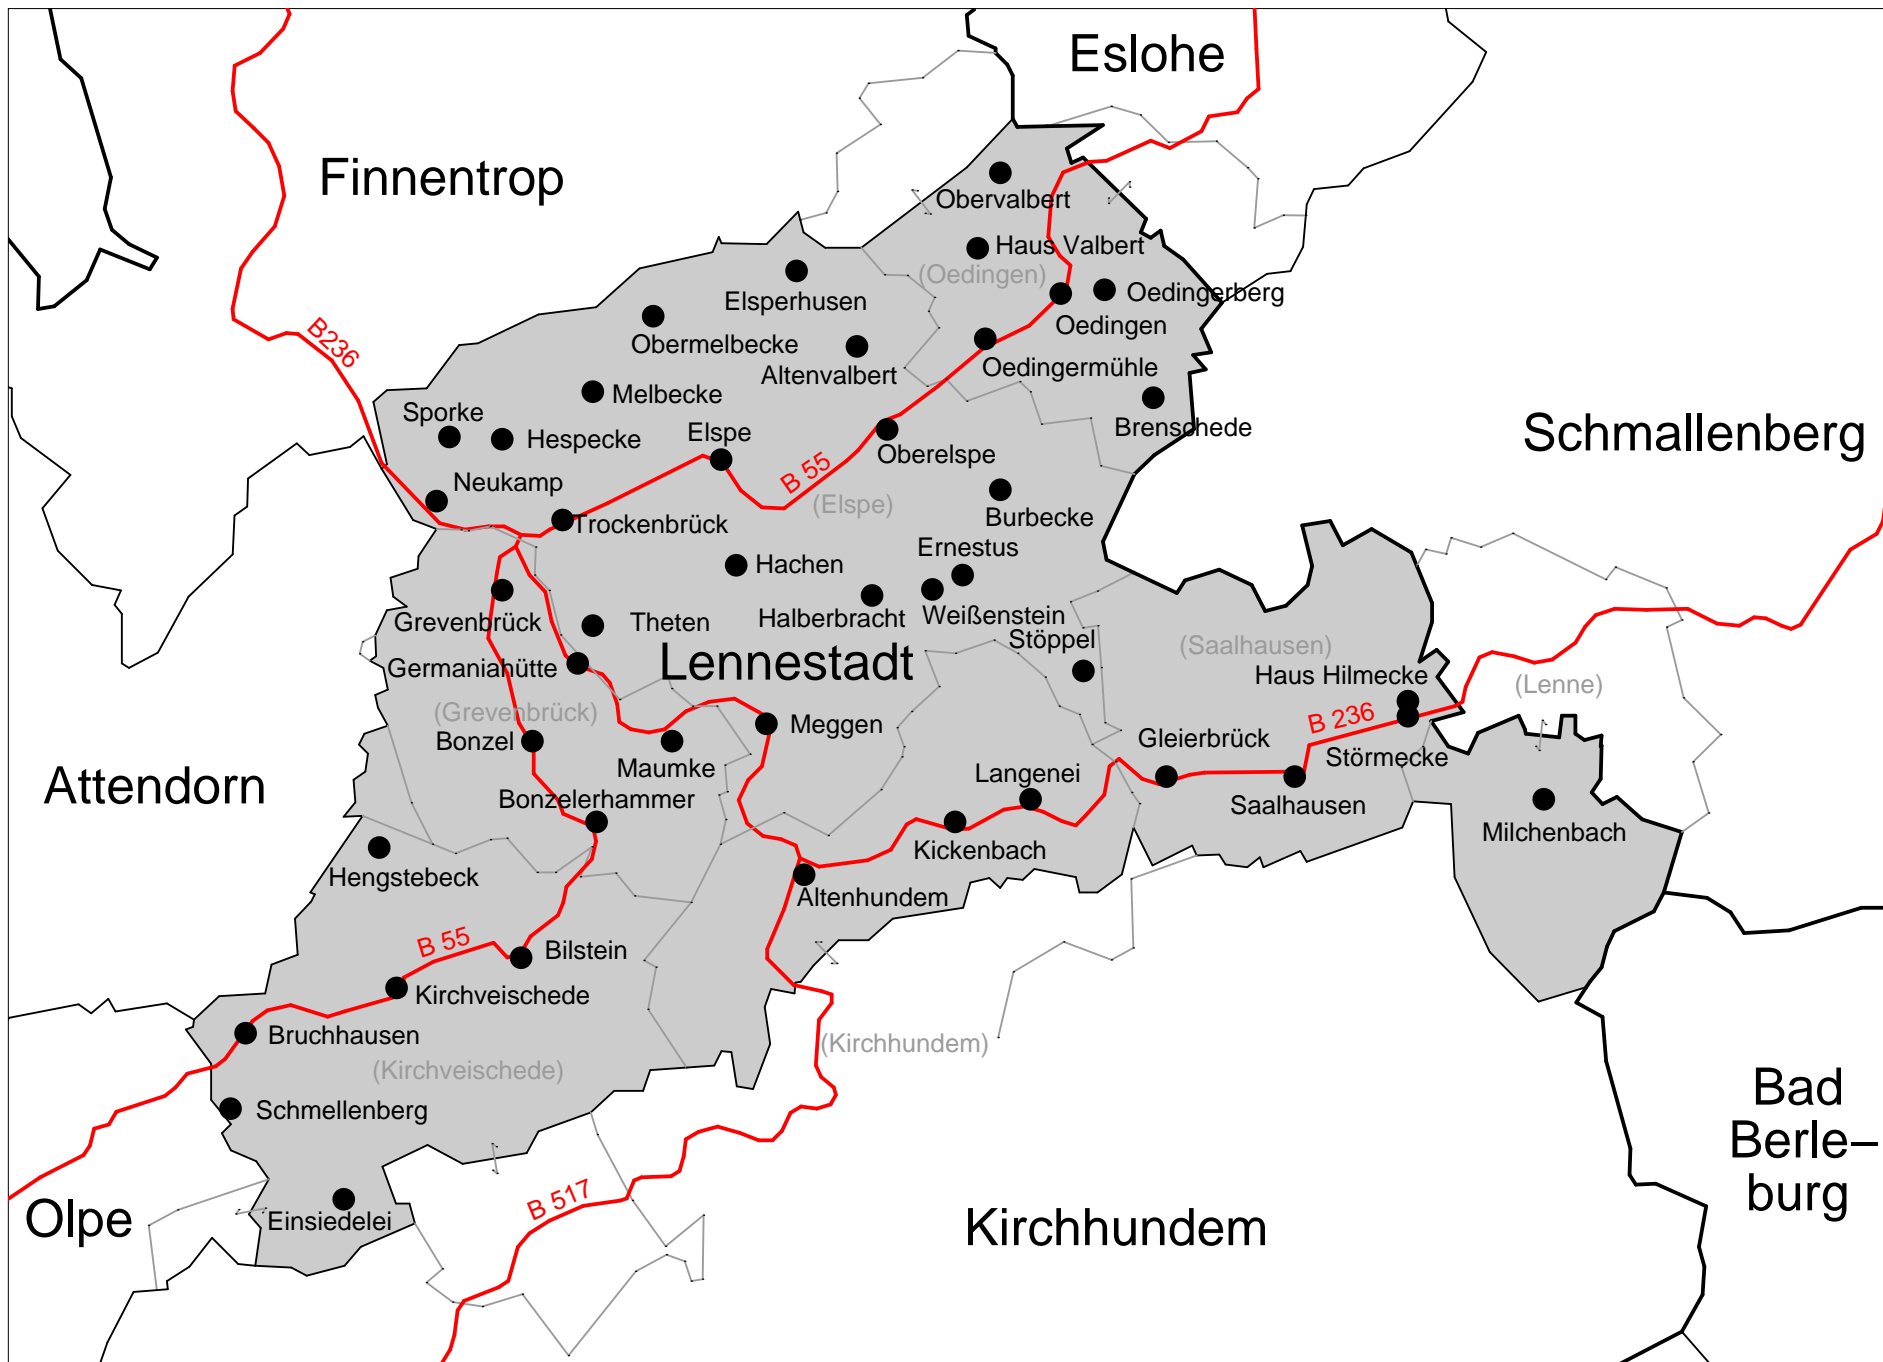 Eslohe
Finnentrop
Obervalbert
Haus Valbert
(Oedingen)
Elsperhusen
Oedingerberg
Oedingen
B236
Obermelbecke
Altenvalbert
Oedingermühle
Melbecke
Sporke
Hespecke
Elspe
Brenschede
Schmallenberg
Oberelspe
B 55
Neukamp
(Elspe)
Trockenbrück
Burbecke
Ernestus
Hachen
Halberbracht
Weißenstein
Grevenbrück
Theten
Stöppel
(Saalhausen)
Germaniahütte
Lennestadt
Haus Hilmecke
(Lenne)
(Grevenbrück)
B 236
Bonzel
Meggen
Gleierbrück
Störmecke
Maumke
Langenei
Attendorn
Bonzelerhammer
Saalhausen
Milchenbach
Kickenbach
Hengstebeck
Altenhundem
B 55
Bilstein
Kirchveischede
Bruchhausen
(Kirchhundem)
(Kirchveischede)
Schmellenberg
Bad
Berle–
burg
B 517
Olpe
Einsiedelei
Kirchhundem